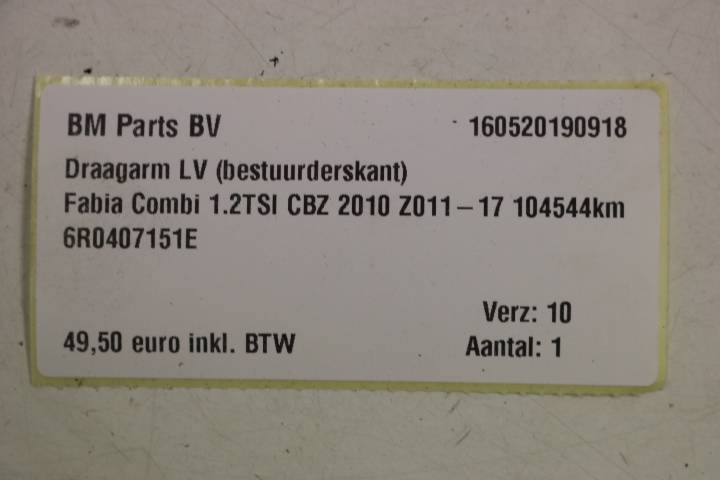 BM Parts BV 160520190918
Draagarm LV (bestuurderskant)
Fabia Combi 1.2TSI CBZ 2010 Z011-17 104544km
6R0407151E
Verz: 10
49,50 euro inkl. BTW Aantal: 1